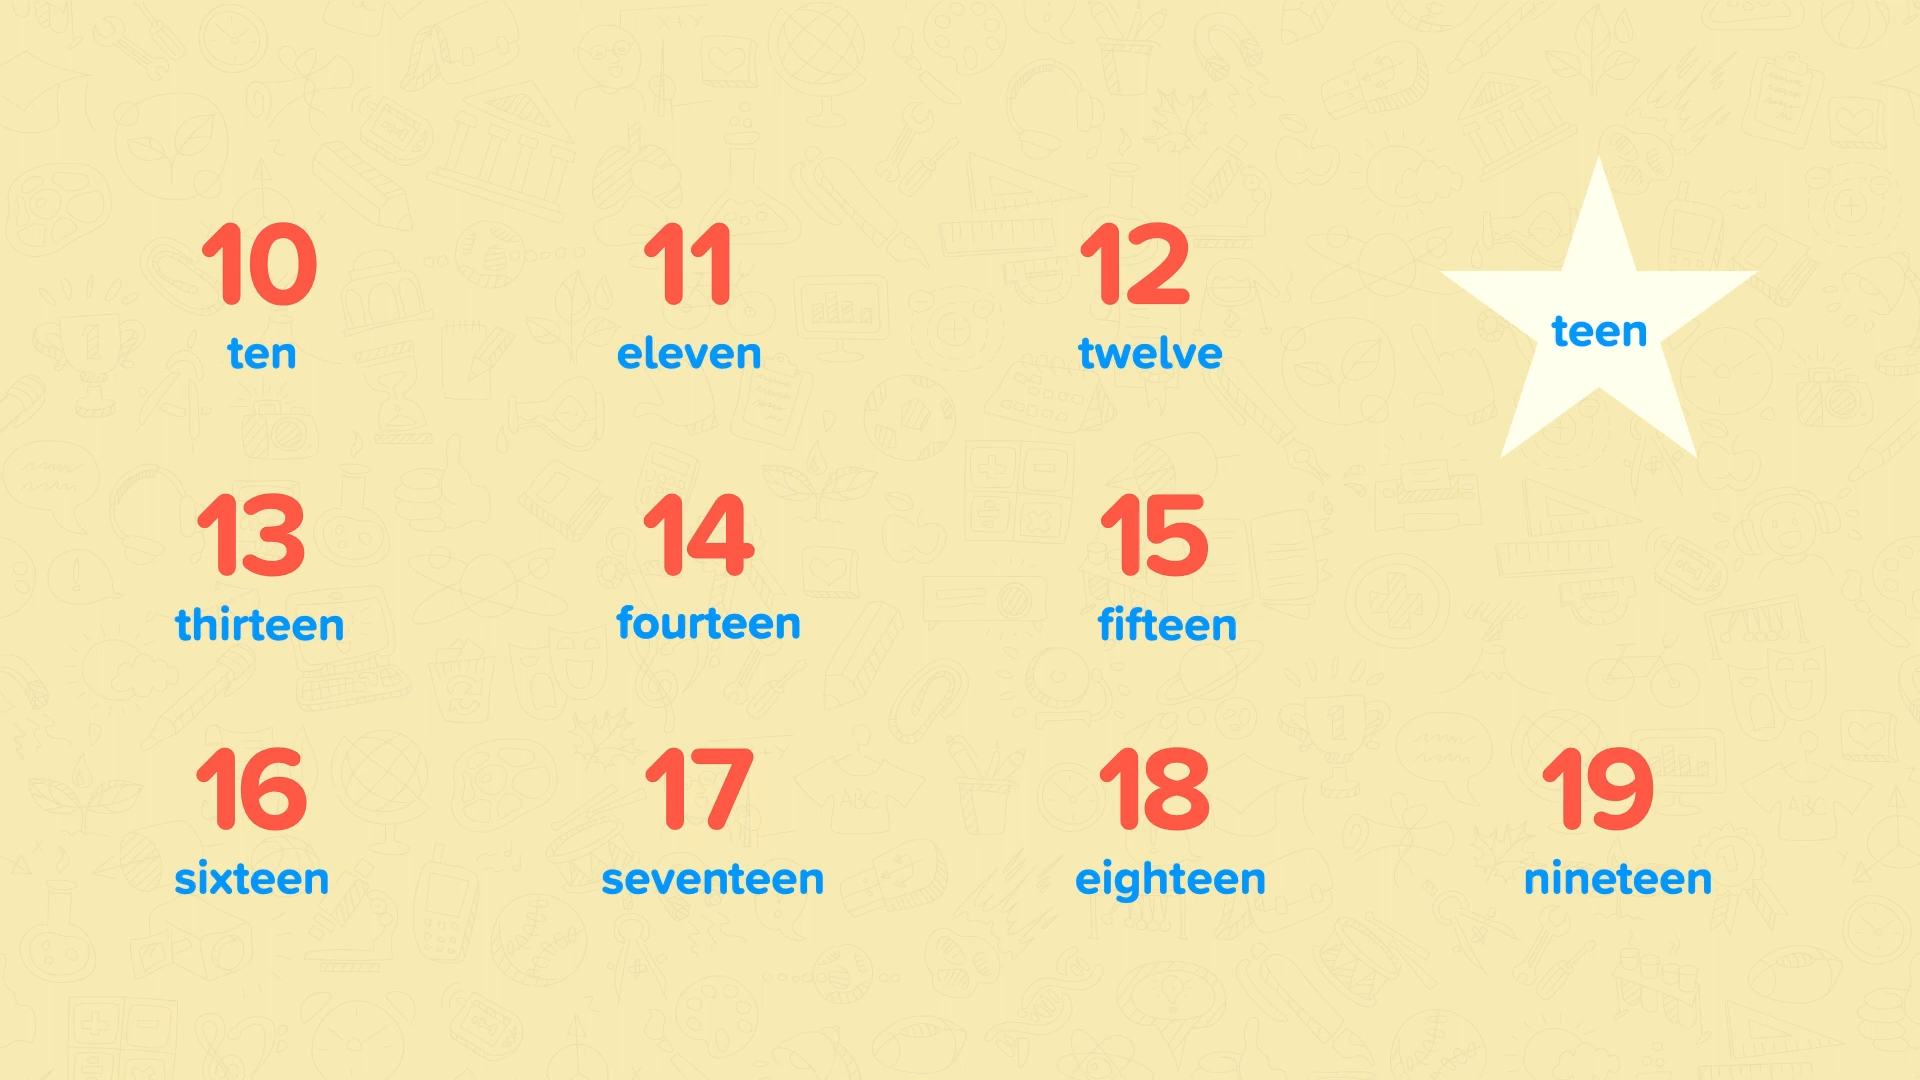 10
ten
11
eleven
12
twelve
teen
13
thirteen
14
fourteen
15
fifteen
16
sixteen
17
seventeen
18
eighteen
19
nineteen